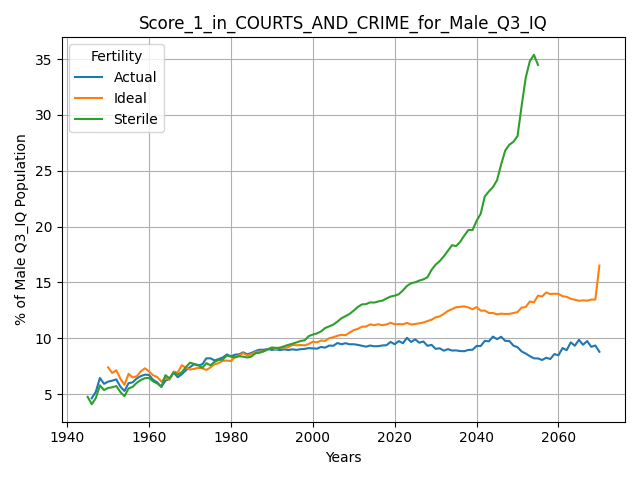 Score_1_in_COURTS_AND_CRIME_for_Male_Q3_IQ
Fertility
Actual
Ideal
Sterile
% of Male Q3_IQ Population
35
30
25
20
15
10
5
1940 1960 1980 2000 2020 2040 2060
Years